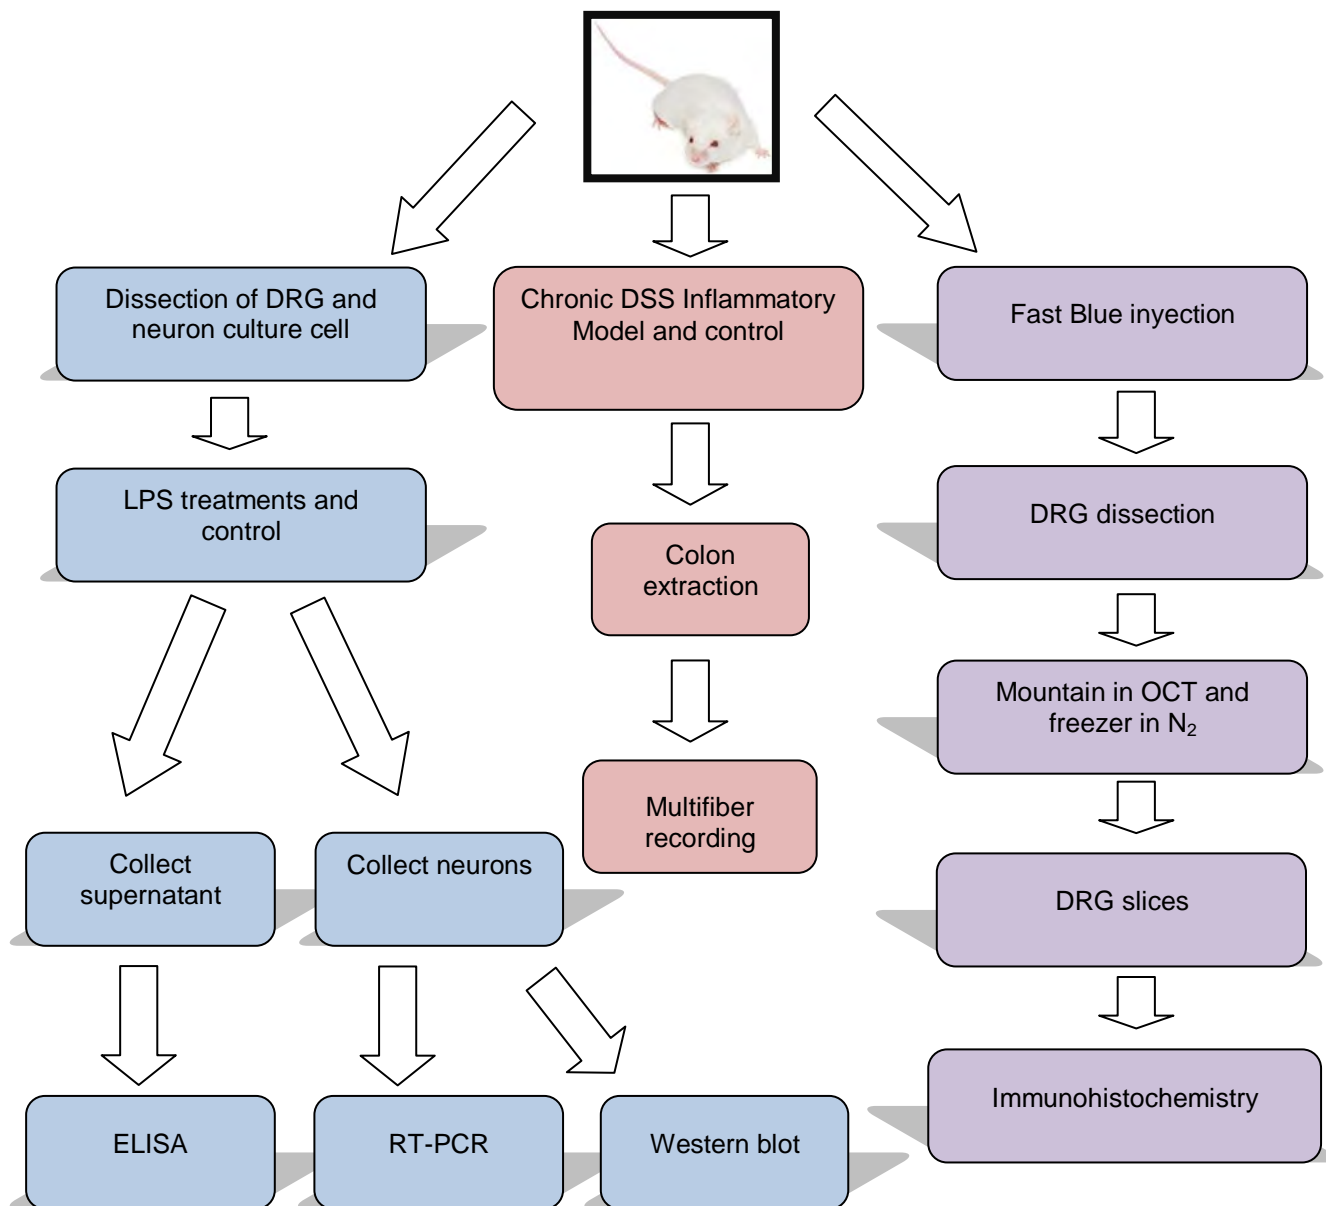 Dissection of DRG and
neuron culture cell
LPS treatments and
control
Collect
supernatant
Collect neurons
ELISA
RT-PCR
Western blot
Chronic DSS Inflammatory
Model and control
Colon
extraction
Multifiber
recording
Fast Blue inyection
DRG dissection
Mountain in OCT and
freezer in N₂
DRG slices
Immunohistochemistry